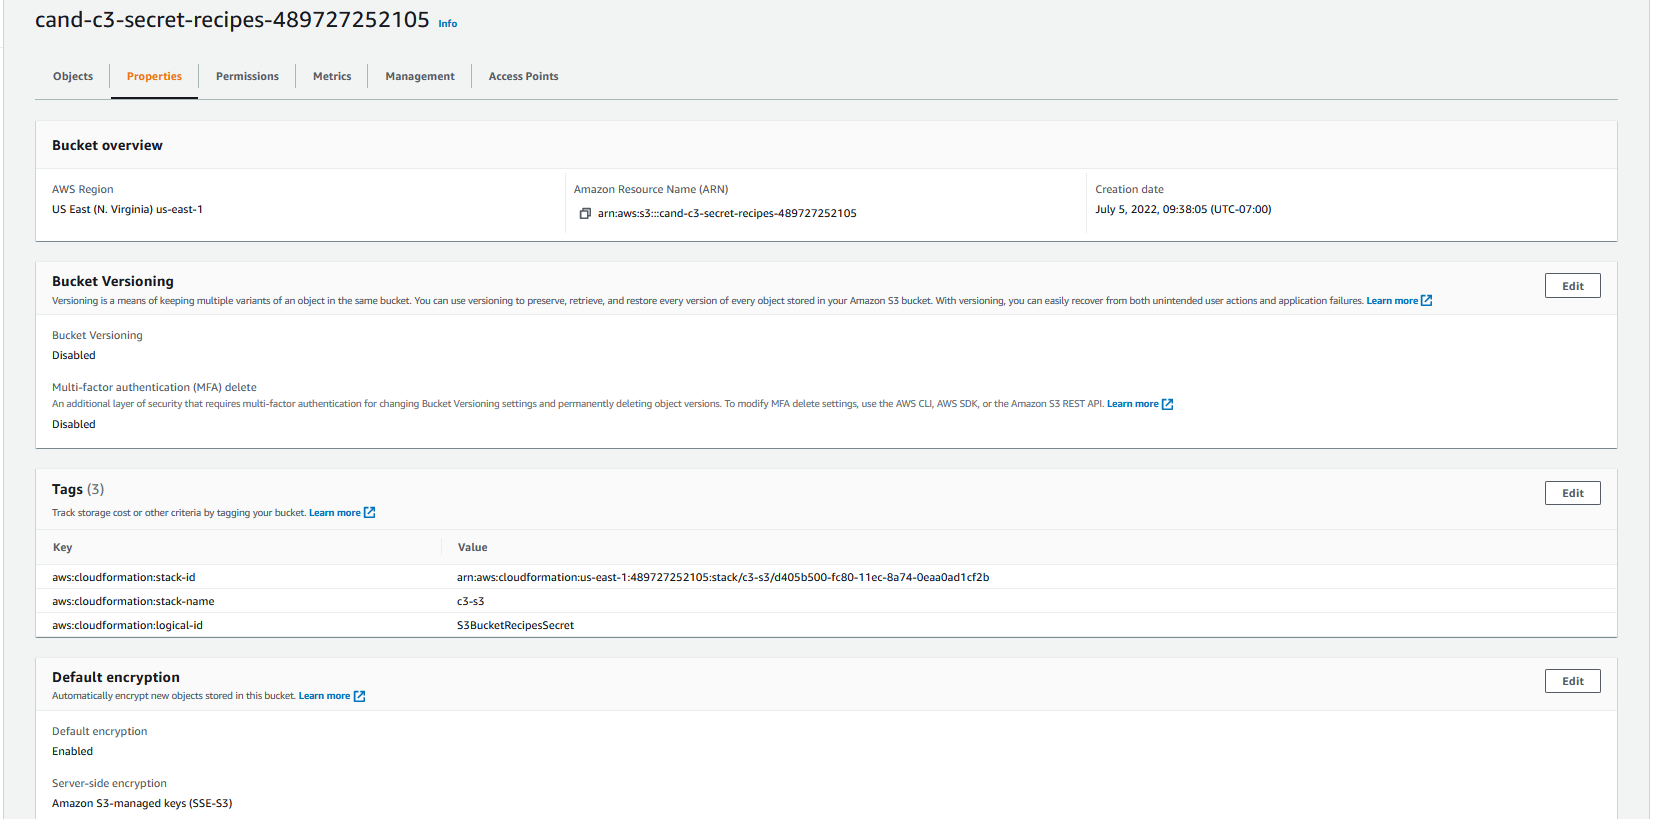 cand-c3-secret-recipes-489727252105 Info
Objects Properties Permissions Metrics Management Access Points
Bucket overview
AWS Region
US East (N. Virginia) us-east-1
Amazon Resource Name (ARN)
arn:aws:s3:::cand-c3-secret-recipes-489727252105
Creation date
July 5, 2022, 09:38:05 (UTC-07:00)
Bucket Versioning
Edit
Versioning is a means of keeping multiple variants of an object in the same bucket. You can use versioning to preserve, retrieve, and restore every version of every object stored in your Amazon S3 bucket. With versioning, you can easily recover from both unintended user actions and application failures. Learn more
Bucket Versioning
Disabled
Multi-factor authentication (MFA) delete
An additional layer of security that requires multi-factor authentication for changing Bucket Versioning settings and permanently deleting object versions. To modify MFA delete settings, use the AWS CLI, AWS SDK, or the Amazon S3 REST API. Learn more
Disabled
Tags (3)
Edit
Track storage cost or other criteria by tagging your bucket. Learn more
Key Value
aws:cloudformation:stack-id arn:aws:cloudformation:us-east-1:489727252105:stack/c3-s3/d405b500-fc80-11ec-8a74-0eaa0ad1cf2b
aws:cloudformation:stack-name c3-s3
aws:cloudformation:logical-id S3BucketRecipesSecret
Default encryption
Edit
Automatically encrypt new objects stored in this bucket. Learn more
Default encryption
Enabled
Server-side encryption
Amazon S3-managed keys (SSE-S3)